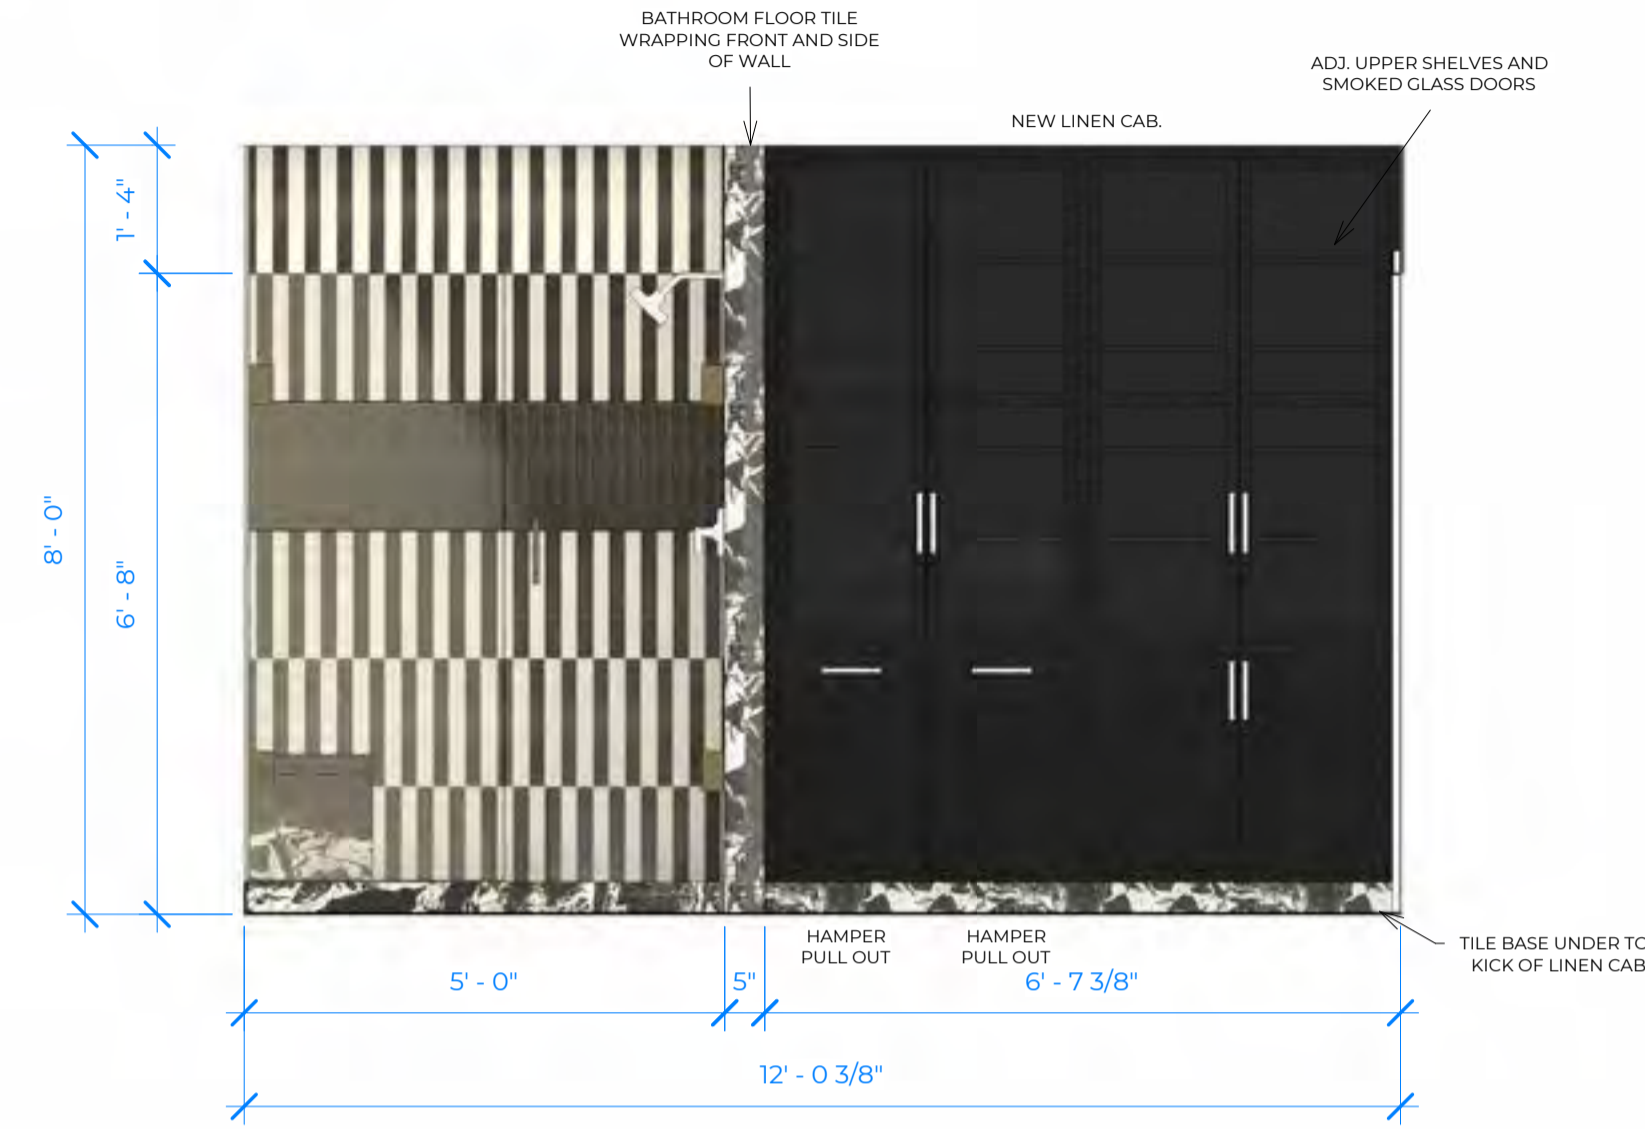 BATHROOM FLOOR TILE
WRAPPING FRONT AND SIDE
OF WALL
ADJ. UPPER SHELVES AND
SMOKED GLASS DOORS
NEW LINEN CAB.
1' - 4"
8' - 0"
6' - 8"
HAMPER
PULL OUT
HAMPER
PULL OUT
TILE BASE UNDER TO
KICK OF LINEN CAB
5' - 0"
5"
6' - 7 3/8"
12' - 0 3/8"